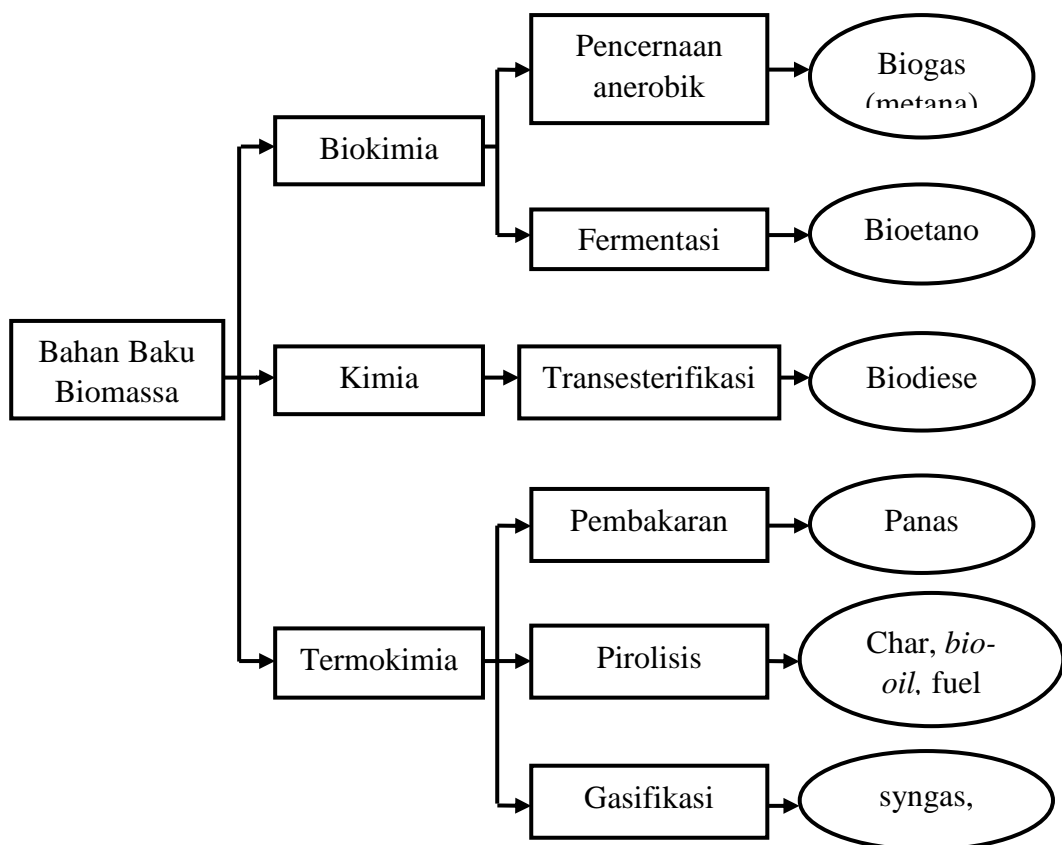 Pencernaan
anerobik
Biogas
(metana)
Biokimia
Fermentasi
Bioetano
Bahan Baku
Biomassa
Kimia
Transesterifikasi
Biodiese
Pembakaran
Panas
Termokimia
Pirolisis
Char, bio-
oil, fuel
Gasifikasi
syngas,